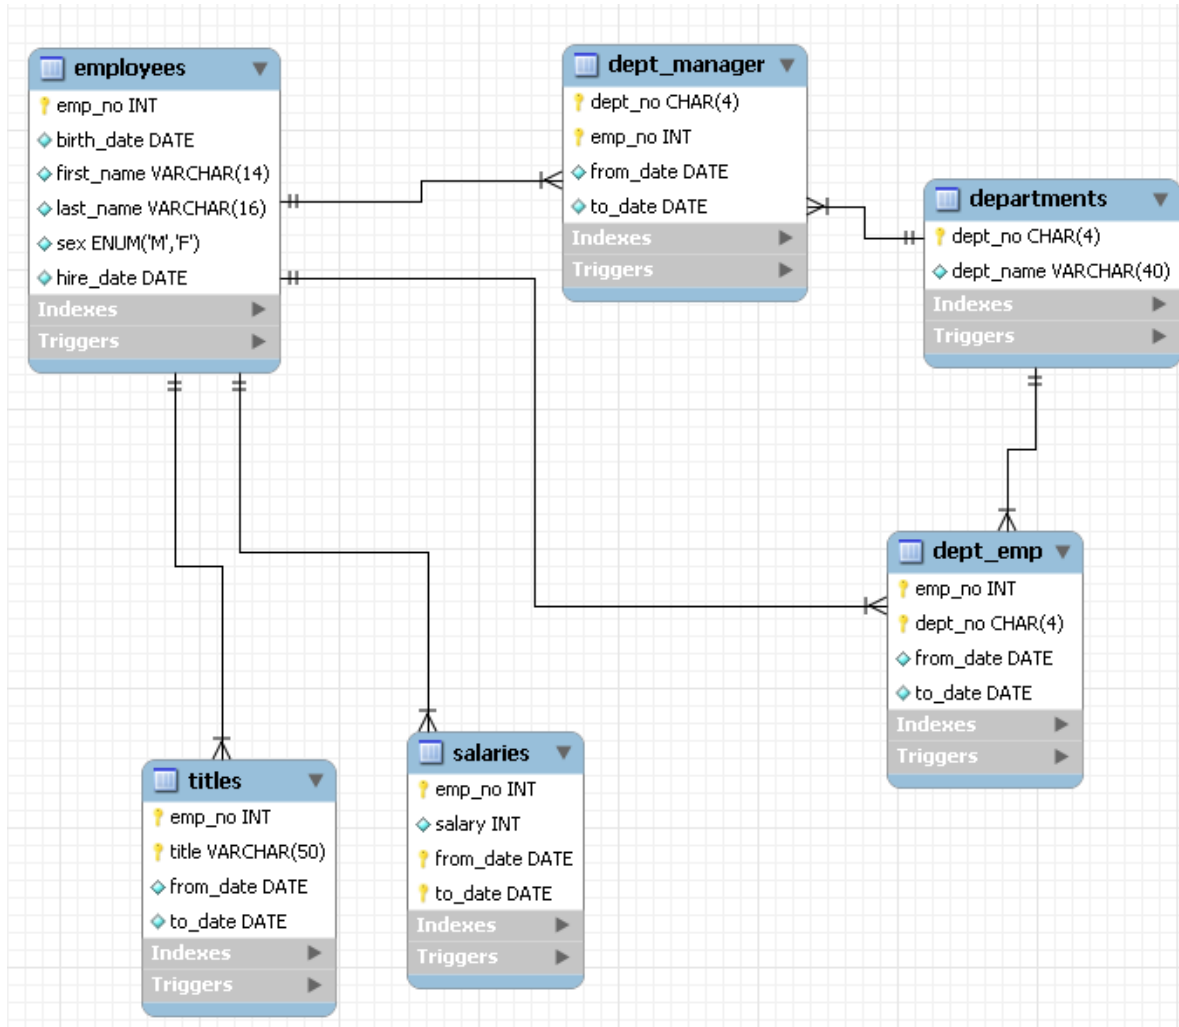 employees
emp_no INT
birth_date DATE
first_name VARCHAR(14)
last_name VARCHAR(16)
sex ENUM('M','F')
hire_date DATE
Indexes
Triggers
dept_manager
dept_no CHAR(4)
emp_no INT
from_date DATE
to_date DATE
Indexes
Triggers
departments
dept_no CHAR(4)
dept_name VARCHAR(40)
Indexes
Triggers
dept_emp
emp_no INT
dept_no CHAR(4)
from_date DATE
to_date DATE
Indexes
Triggers
titles
emp_no INT
title VARCHAR(50)
from_date DATE
to_date DATE
Indexes
Triggers
salaries
emp_no INT
salary INT
from_date DATE
to_date DATE
Indexes
Triggers